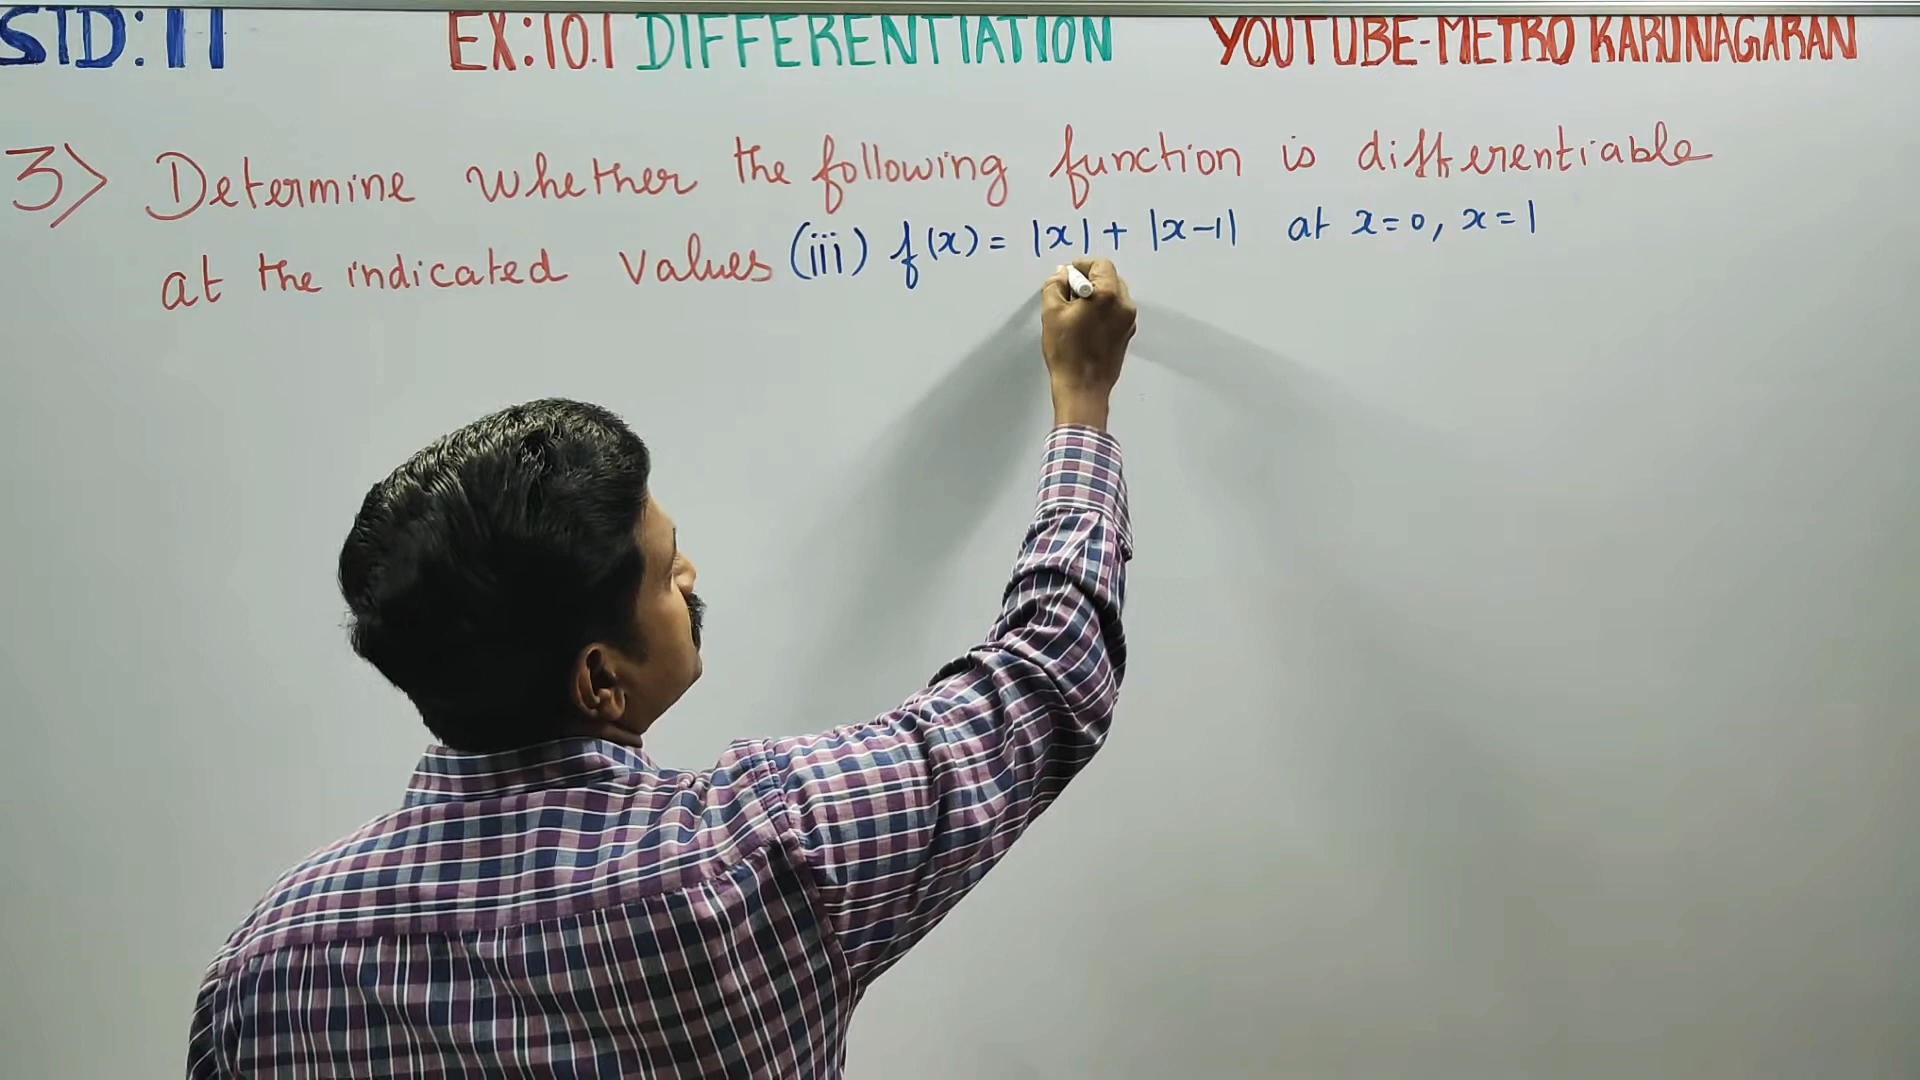 STD: 11 EX:10.1 DIFFERENTIATION YOUTUBE-METRO KARUNAGARAN
3> Determine whether the following function is differentiable
at the indicated values (iii) f(x) = |x| + |x-1| at x=0, x=1